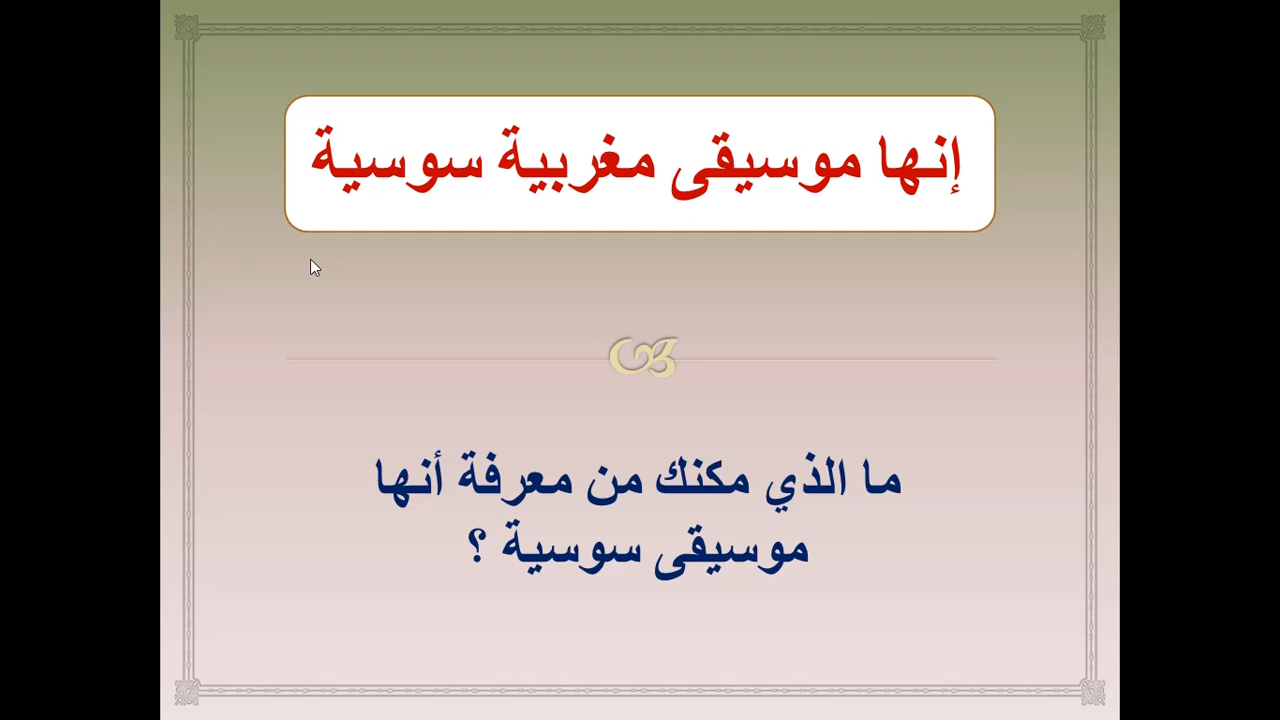 إنها موسيقى مغربية سوسية
ما الذي مكنك من معرفة أنها
موسيقى سوسية ؟